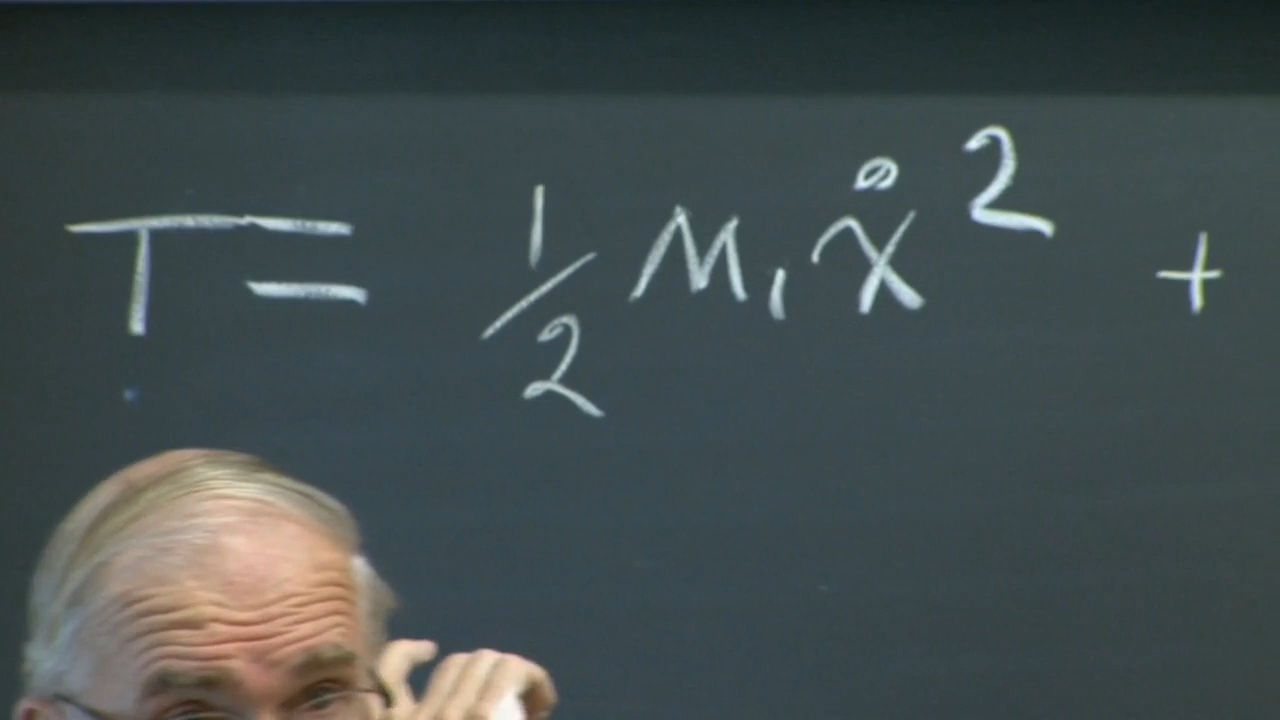 T = 1/2 M₁ẋ² +